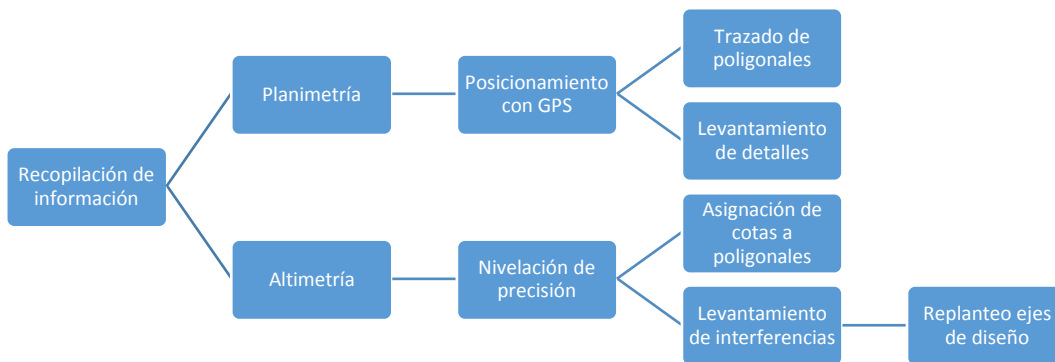 Recopilación de
información
Planimetría
Posicionamiento
con GPS
Trazado de
poligonales
Levantamiento
de detalles
Altimetría
Nivelación de
precisión
Asignación de
cotas a
poligonales
Levantamiento
de interferencias
Replanteo ejes
de diseño